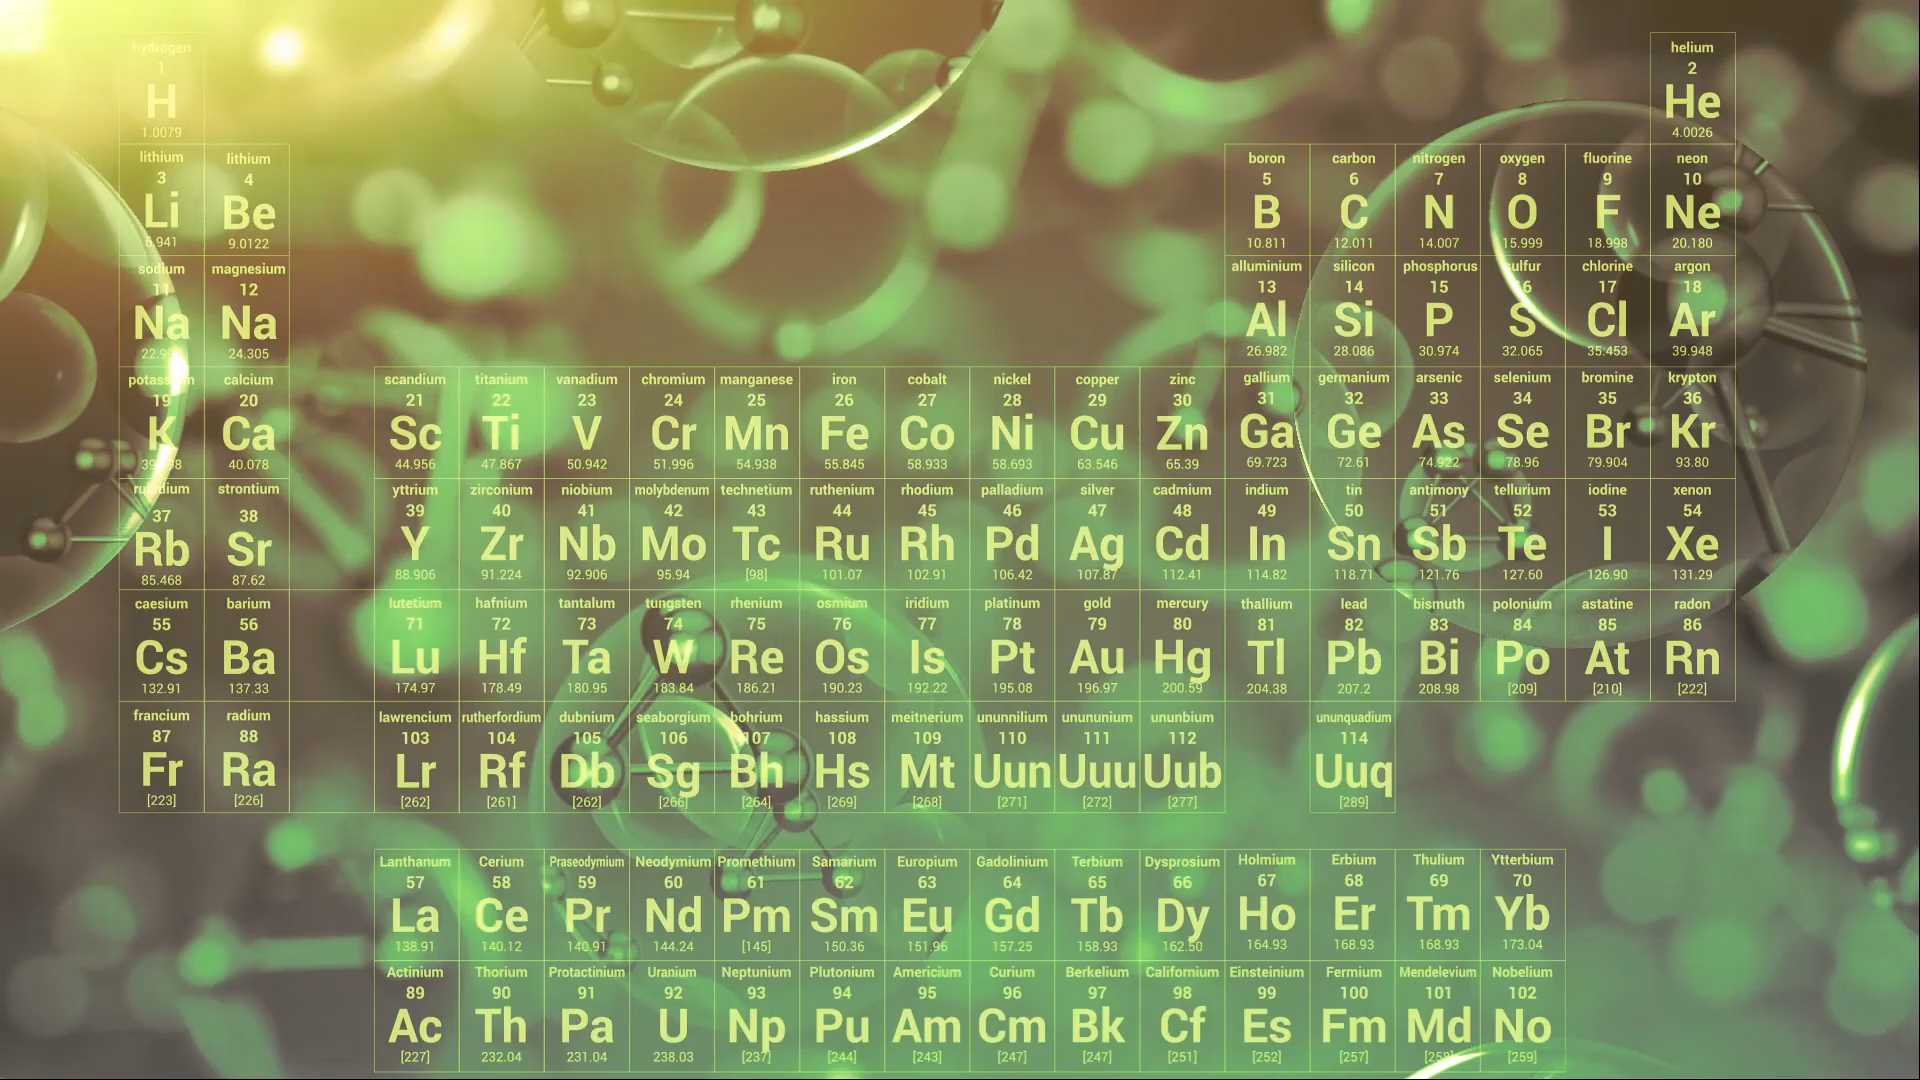 hydrogen helium
1 2
H He
1.0079 4.0026
lithium lithium boron carbon nitrogen oxygen fluorine neon
3 4 5 6 7 8 9 10
Li Be B C N O F Ne
6.941 9.0122 10.811 12.011 14.007 15.999 18.998 20.180
sodium magnesium alluminium silicon phosphorus sulfur chlorine argon
11 12 13 14 15 16 17 18
Na Na Al Si P S Cl Ar
24.305 26.982 28.086 30.974 32.065 35.453 39.948
potassium calcium scandium titanium vanadium chromium manganese iron cobalt nickel copper zinc gallium germanium arsenic selenium bromine krypton
19 20 21 22 23 24 25 26 27 28 29 30 31 32 33 34 35 36
K Ca Sc Ti V Cr Mn Fe Co Ni Cu Zn Ga Ge As Se Br Kr
40.078 44.956 47.867 50.942 51.996 54.938 55.845 58.933 58.693 63.546 65.39 69.723 72.61 74.922 78.96 79.904 93.80
rubidium strontium yttrium zirconium niobium molybdenum technetium ruthenium rhodium palladium silver cadmium indium tin antimony tellurium iodine xenon
37 38 39 40 41 42 43 44 45 46 47 48 49 50 51 52 53 54
Rb Sr Y Zr Nb Mo Tc Ru Rh Pd Ag Cd In Sn Sb Te I Xe
85.468 87.62 88.906 91.224 92.906 95.94 [98] 101.07 102.91 106.42 107.87 112.41 114.82 118.71 121.76 127.60 126.90 131.29
caesium barium lutetium hafnium tantalum tungsten rhenium osmium iridium platinum gold mercury thallium lead bismuth polonium astatine radon
55 56 71 72 73 74 75 76 77 78 79 80 81 82 83 84 85 86
Cs Ba Lu Hf Ta W Re Os Is Pt Au Hg Tl Pb Bi Po At Rn
132.91 137.33 174.97 178.49 180.95 183.84 186.21 190.23 192.22 195.08 196.97 200.59 204.38 207.2 208.98 [209] [210] [222]
francium radium lawrencium rutherfordium dubnium seaborgium bohrium hassium meitnerium ununnilium unununium ununbium ununquadium
87 88 103 104 105 106 107 108 109 110 111 112 114
Fr Ra Lr Rf Db Sg Bh Hs Mt Uun Uuu Uub Uuq
[223] [226] [262] [261] [262] [266] [264] [269] [268] [271] [272] [277] [289]
Lanthanum Cerium Praseodymium Neodymium Promethium Samarium Europium Gadolinium Terbium Dysprosium Holmium Erbium Thulium Ytterbium
57 58 59 60 61 62 63 64 65 66 67 68 69 70
La Ce Pr Nd Pm Sm Eu Gd Tb Dy Ho Er Tm Yb
138.91 140.12 140.91 144.24 [145] 150.36 151.96 157.25 158.93 162.50 164.93 168.93 168.93 173.04
Actinium Thorium Protactinium Uranium Neptunium Plutonium Americium Curium Berkelium Californium Einsteinium Fermium Mendelevium Nobelium
89 90 91 92 93 94 95 96 97 98 99 100 101 102
Ac Th Pa U Np Pu Am Cm Bk Cf Es Fm Md No
[227] 232.04 231.04 238.03 [237] [244] [243] [247] [247] [251] [252] [257] [258] [259]